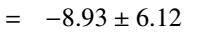 = −8.93 ± 6.12